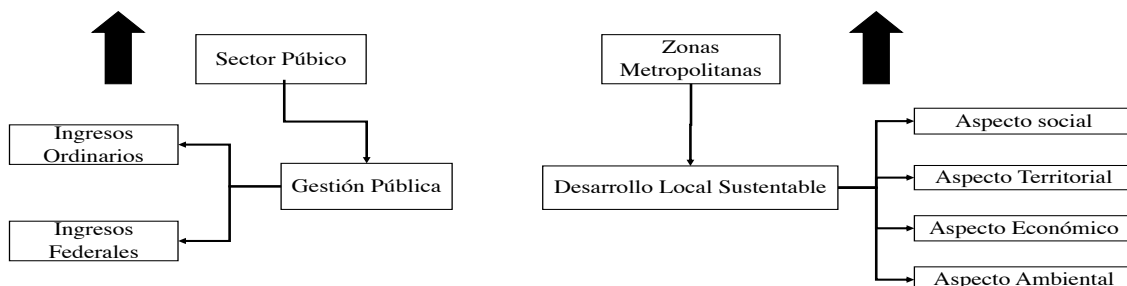 Sector Púbico
Ingresos
Ordinarios
Gestión Pública
Ingresos
Federales
Zonas
Metropolitanas
Desarrollo Local Sustentable
Aspecto social
Aspecto Territorial
Aspecto Económico
Aspecto Ambiental